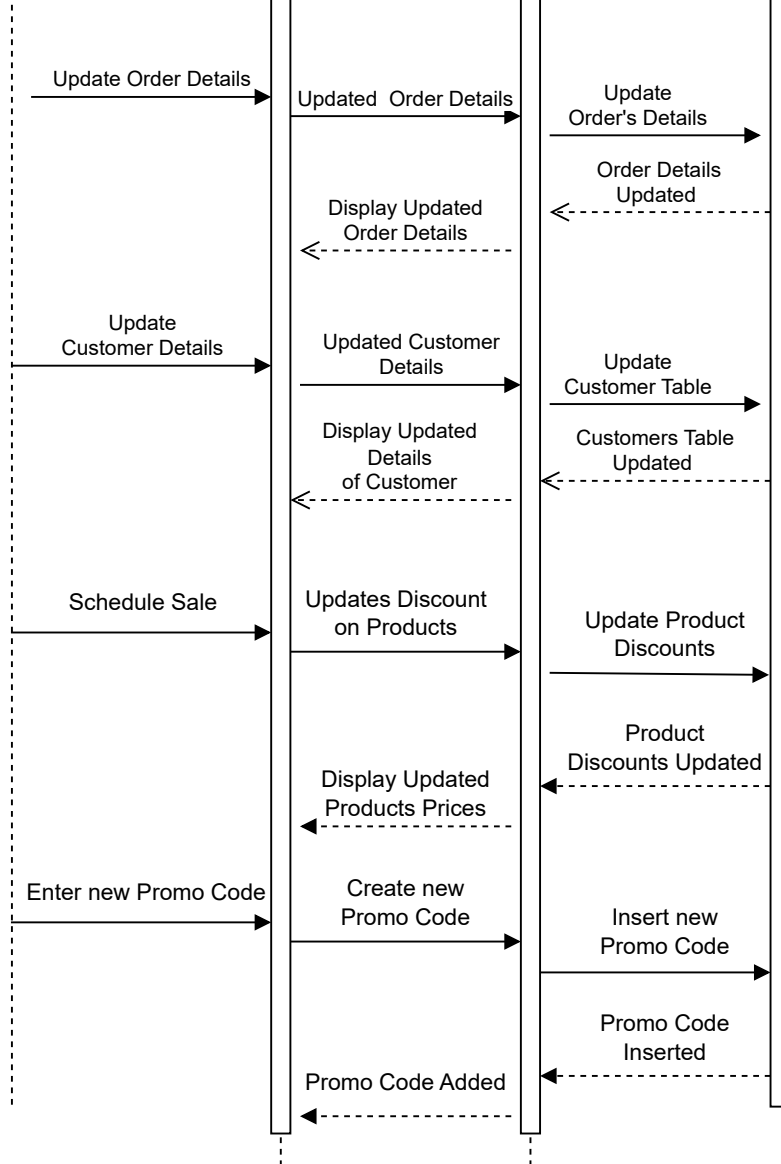 Update Order Details
Updated Order Details
Update
Order's Details
Order Details
Updated
Display Updated
Order Details
Update
Customer Details
Updated Customer
Details
Update
Customer Table
Display Updated
Details
of Customer
Customers Table
Updated
Schedule Sale
Updates Discount
on Products
Update Product
Discounts
Product
Discounts Updated
Display Updated
Products Prices
Enter new Promo Code
Create new
Promo Code
Insert new
Promo Code
Promo Code
Inserted
Promo Code Added